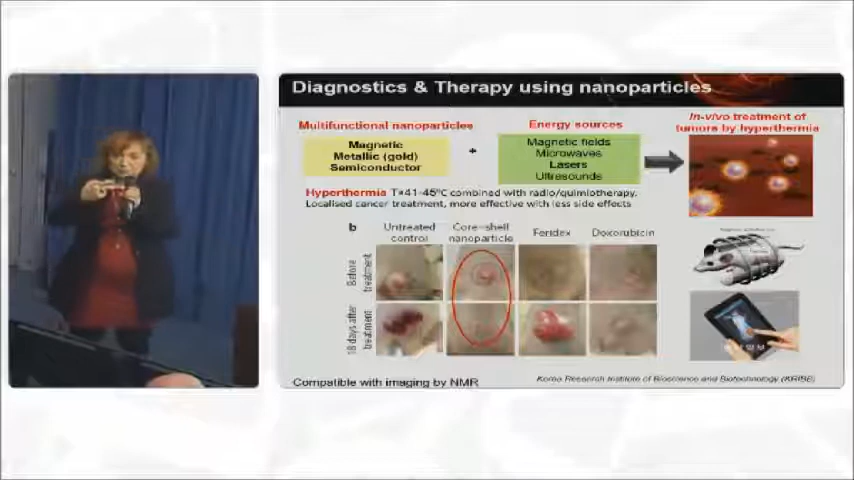 Diagnostics & Therapy using nanoparticles
Multifunctional nanoparticles
Energy sources
In-vivo treatment of
tumors by hyperthermia
Magnetic
Metallic (gold)
Semiconductor
+
Magnetic fields
Microwaves
Lasers
Ultrasounds
Hyperthermia T=41-45ºC combined with radio/quimiotherapy.
Localised cancer treatment, more effective with less side effects
b
Untreated
control
Core-shell
nanoparticle
Feridex
Doxorubicin
Before
treatment
18 days after
treatment
Compatible with imaging by NMR
Korea Research Institute of Bioscience and Biotechnology (KRIBB)